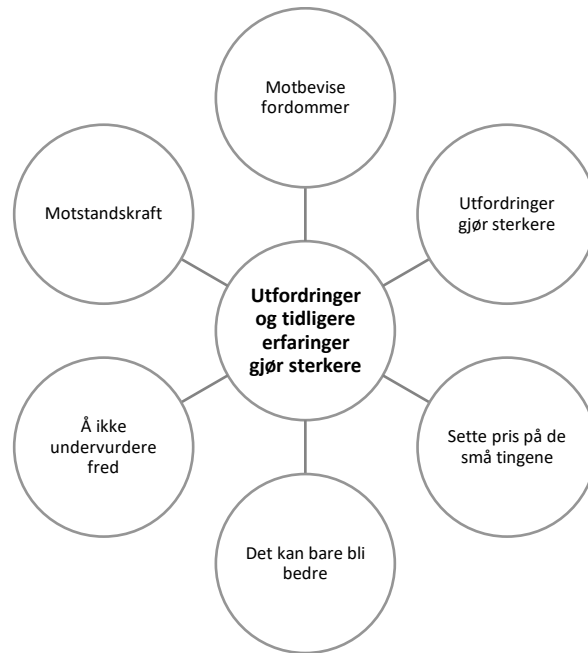 Motbevise
fordommer
Utfordringer
gjør sterkere
Sette pris på de
små tingene
Det kan bare bli
bedre
Å ikke
undervurdere
fred
Motstandskraft
Utfordringer
og tidligere
erfaringer
gjør sterkere